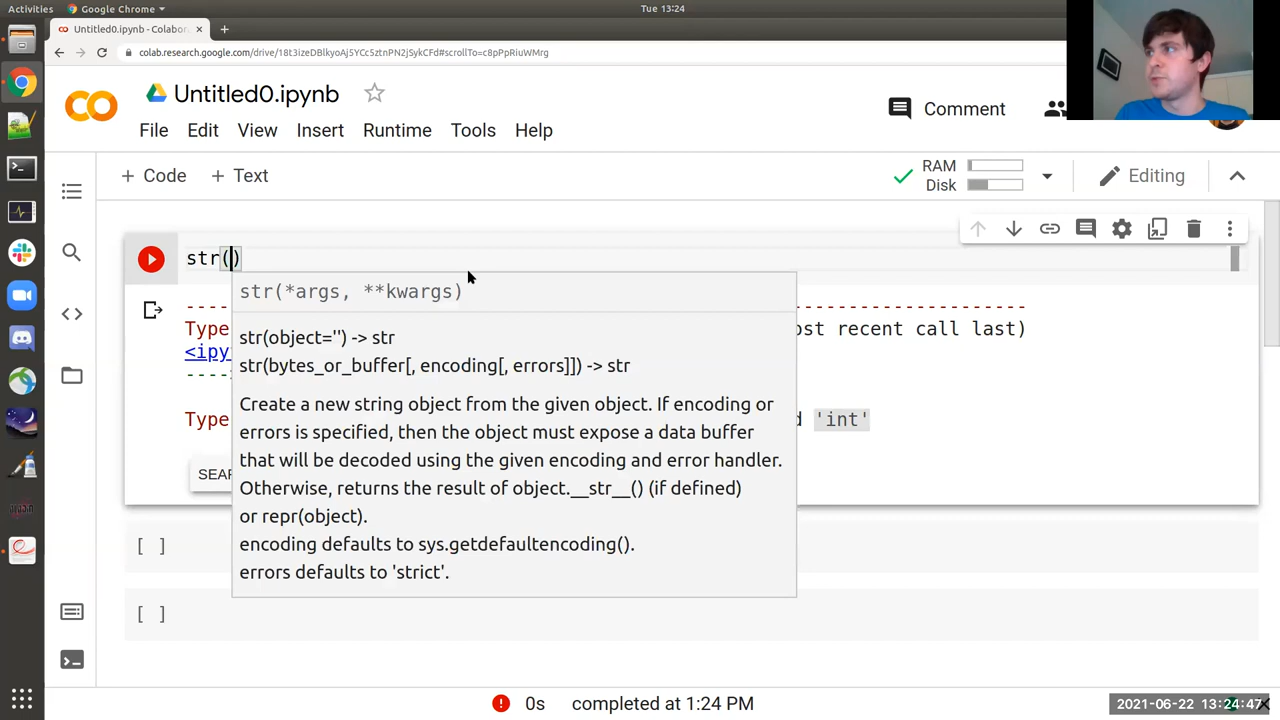 Activities
Google Chrome
Tue 13:24
Untitled0.ipynb - Colabor
colab.research.google.com/drive/18t3izeDBlkyoAj5YCc5ztnPN2jSykCFd#scrollTo=c8pPpRiuWMrg
Untitled0.ipynb
Comment
File Edit View Insert Runtime Tools Help
+ Code + Text
RAM
Disk
Editing
str()
str(*args, **kwargs)
Type
ost recent call last)
str(object='') -> str
<ipy
str(bytes_or_buffer[, encoding[, errors]]) -> str
Create a new string object from the given object. If encoding or
errors is specified, then the object must expose a data buffer
Type
'int'
that will be decoded using the given encoding and error handler.
SEAR
Otherwise, returns the result of object.__str__() (if defined)
or repr(object).
encoding defaults to sys.getdefaultencoding().
errors defaults to 'strict'.
[ ]
[ ]
0s completed at 1:24 PM
2021-06-22 13:24:47